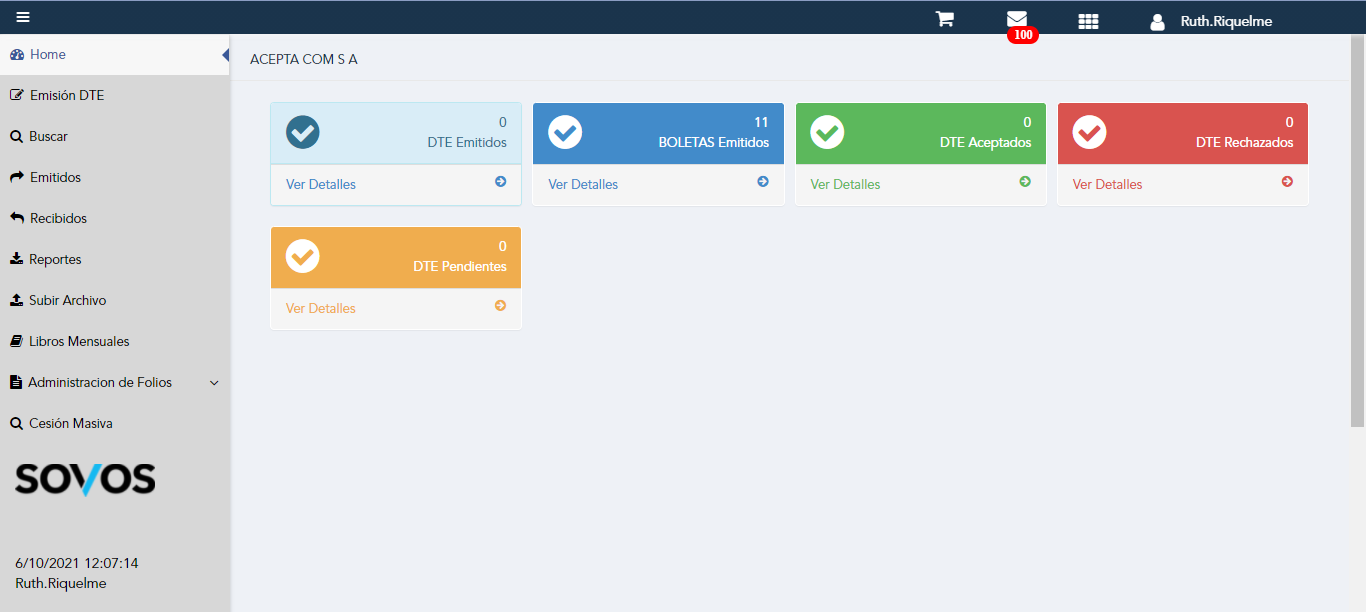 Ruth.Riquelme
100
Home
Emisión DTE
Buscar
Emitidos
Recibidos
Reportes
Subir Archivo
Libros Mensuales
Administracion de Folios
Cesión Masiva
SOVOS
6/10/2021 12:07:14
Ruth.Riquelme
ACEPTA COM S A
0
DTE Emitidos
Ver Detalles
11
BOLETAS Emitidos
Ver Detalles
0
DTE Aceptados
Ver Detalles
0
DTE Rechazados
Ver Detalles
0
DTE Pendientes
Ver Detalles